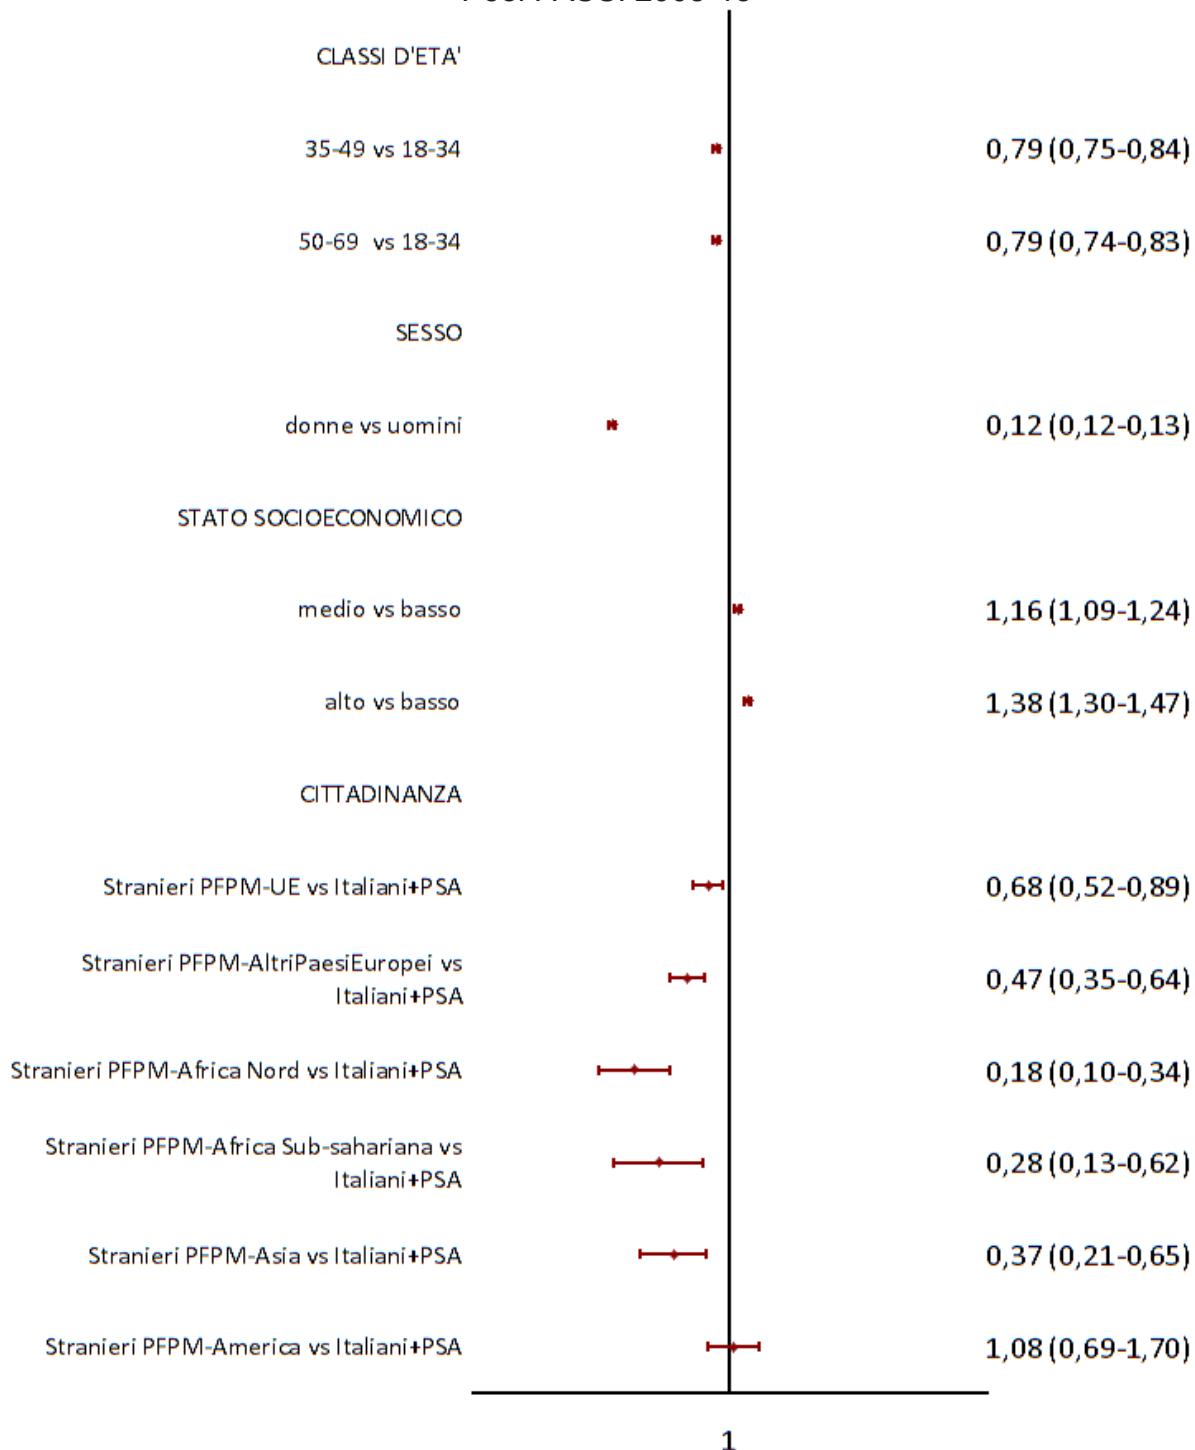 CLASSI D'ETA'
35-49 vs 18-34 0,79 (0,75-0,84)
50-69 vs 18-34 0,79 (0,74-0,83)
SESSO
donne vs uomini 0,12 (0,12-0,13)
STATO SOCIOECONOMICO
medio vs basso 1,16 (1,09-1,24)
alto vs basso 1,38 (1,30-1,47)
CITTADINANZA
Stranieri PFPM-UE vs Italiani+PSA 0,68 (0,52-0,89)
Stranieri PFPM-AltriPaesiEuropei vs
Italiani+PSA 0,47 (0,35-0,64)
Stranieri PFPM-Africa Nord vs Italiani+PSA 0,18 (0,10-0,34)
Stranieri PFPM-Africa Sub-sahariana vs
Italiani+PSA 0,28 (0,13-0,62)
Stranieri PFPM-Asia vs Italiani+PSA 0,37 (0,21-0,65)
Stranieri PFPM-America vs Italiani+PSA 1,08 (0,69-1,70)
1